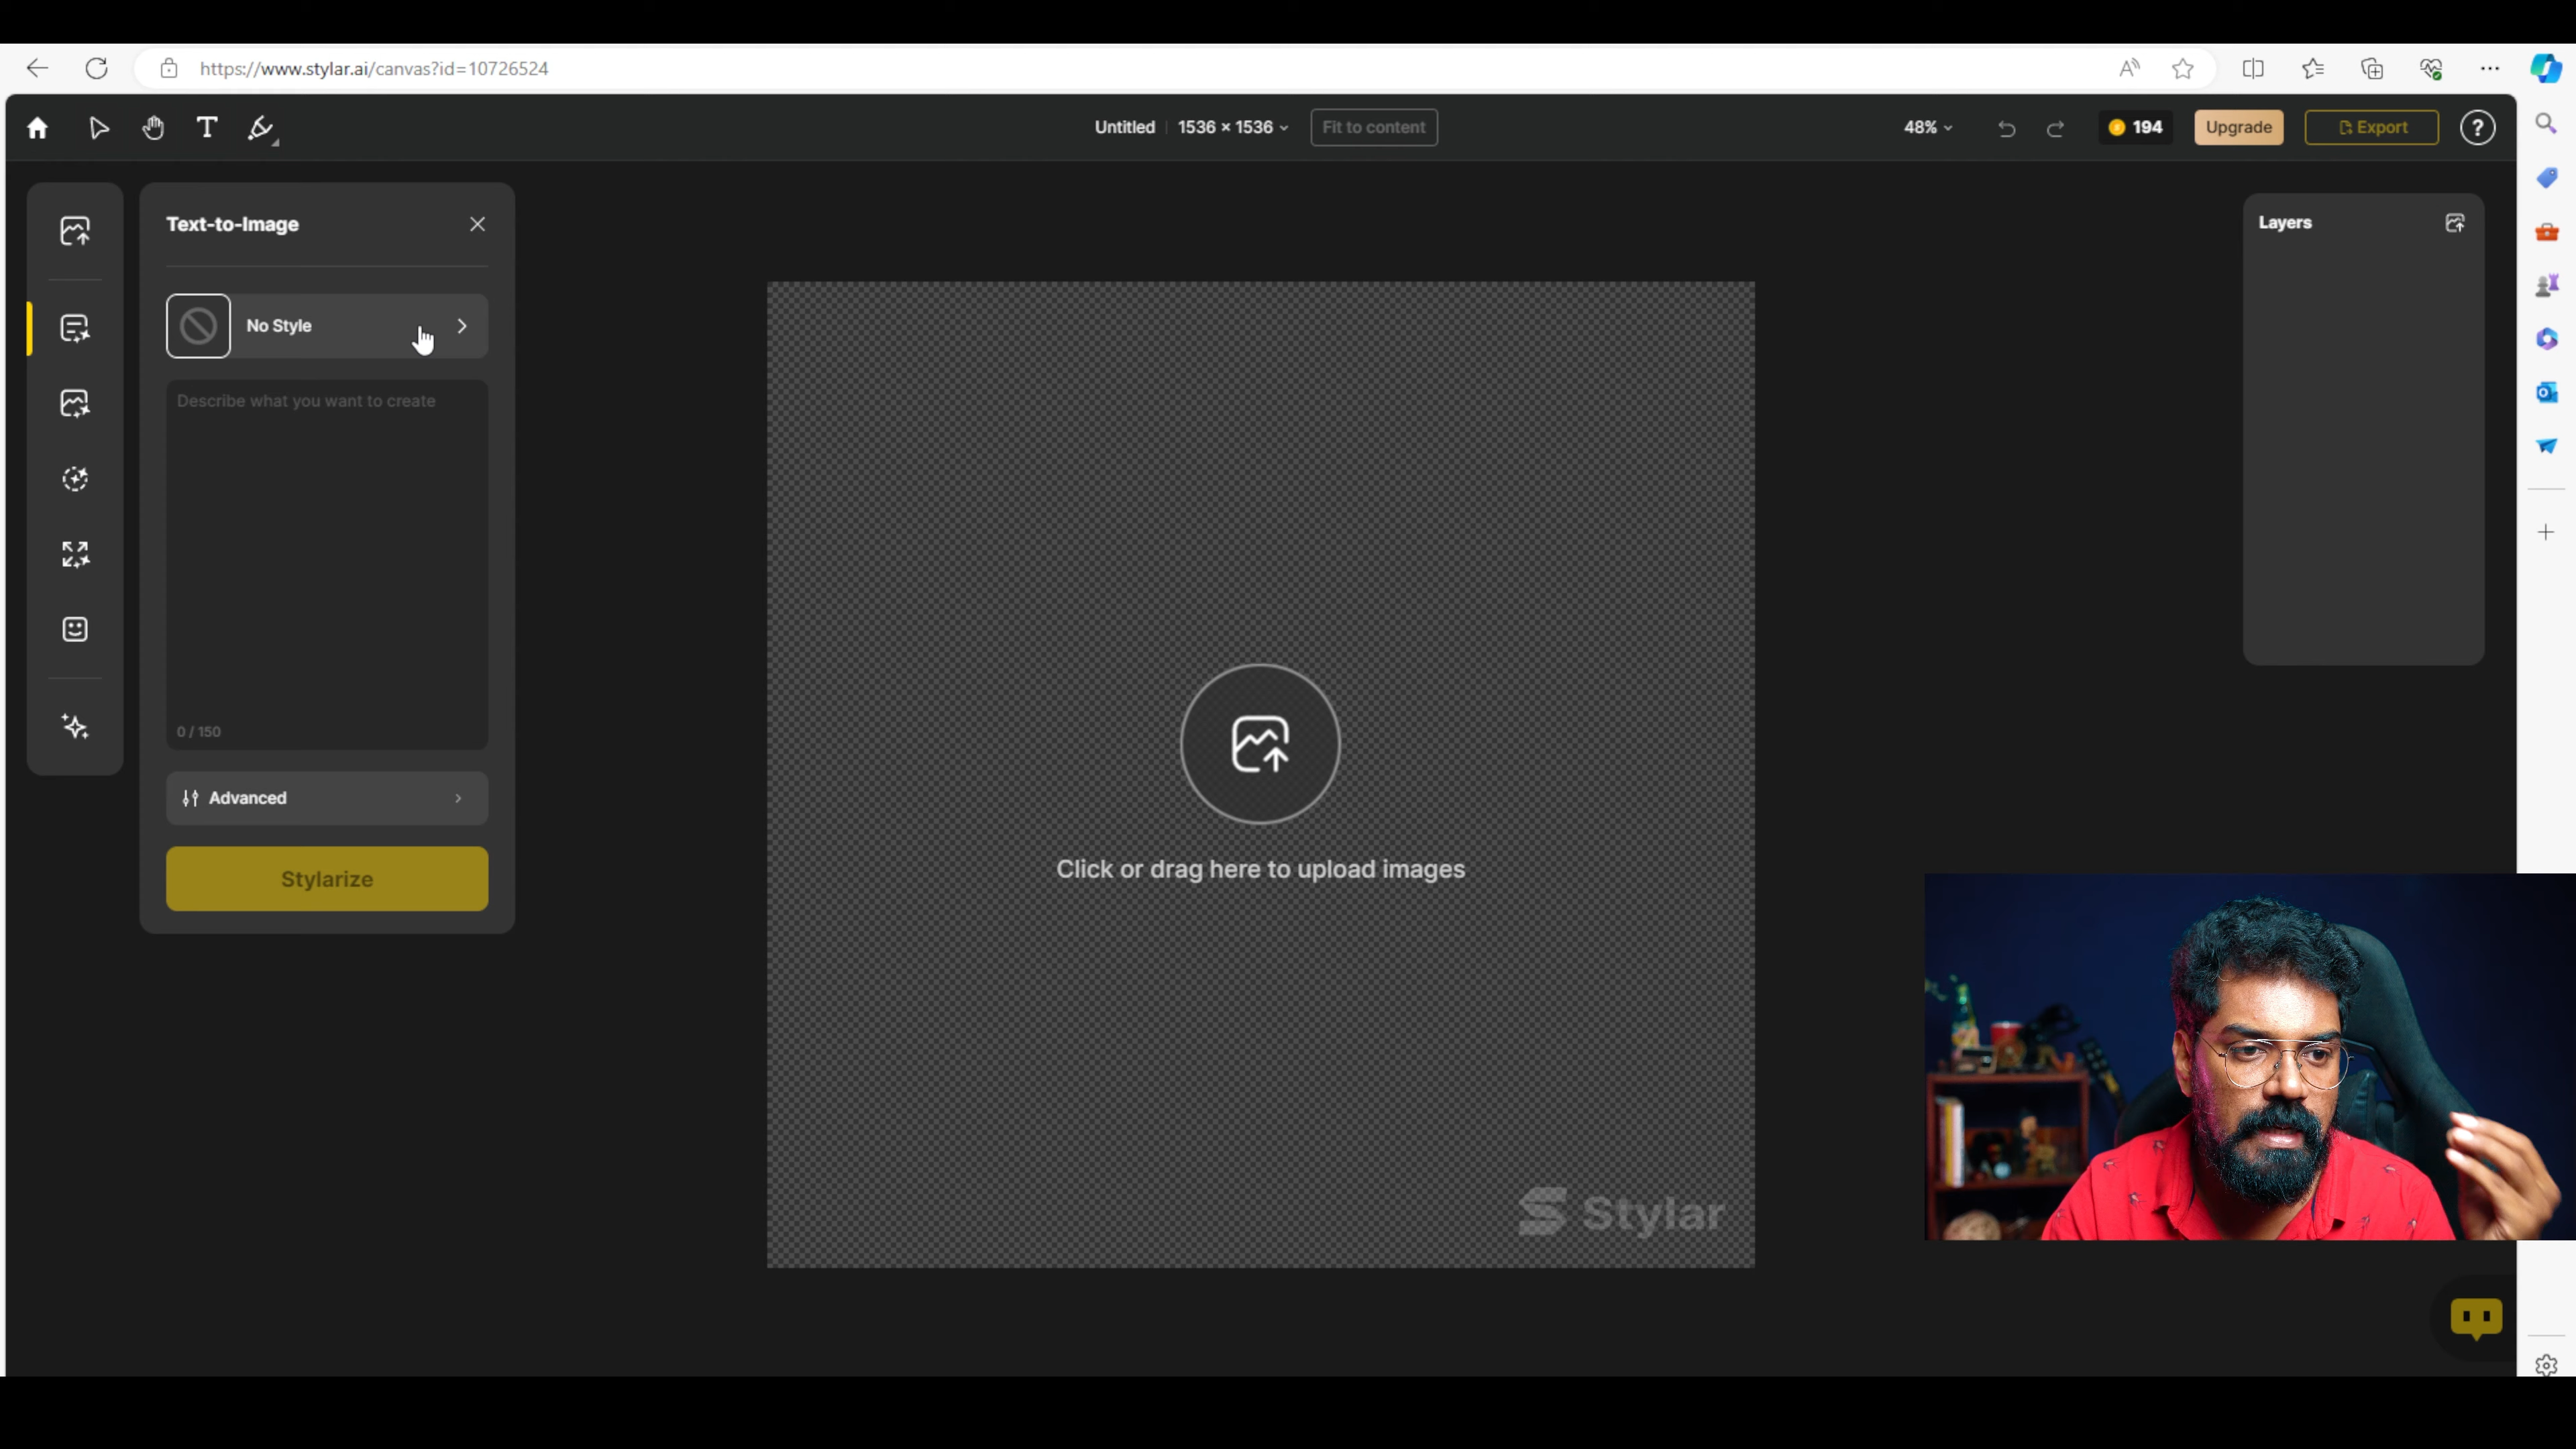 https://www.stylar.ai/canvas?id=10726524
T
Untitled
1536 × 1536
Fit to content
48%
194
Upgrade
Export
?
Text-to-Image
No Style
Describe what you want to create
0 / 150
Advanced
Stylarize
Click or drag here to upload images
Stylar
Layers